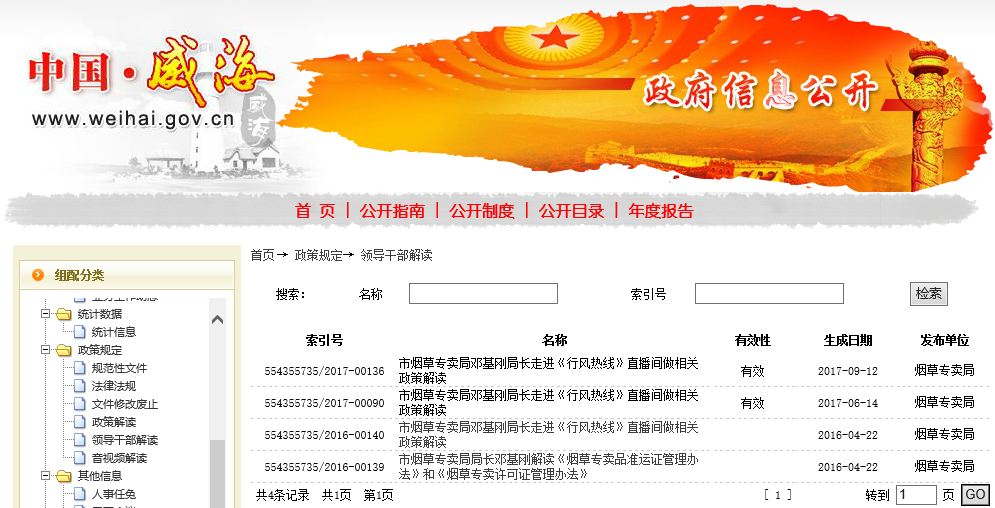 中国·威海
www.weihai.gov.cn
威海
政府信息公开
首 页 | 公开指南 | 公开制度 | 公开目录 | 年度报告
首页→ 政策规定→ 领导干部解读
组配分类
统计数据
统计信息
政策规定
规范性文件
法律法规
文件修改废止
政策解读
领导干部解读
音视频解读
其他信息
人事任免
搜索： 名称 索引号 检索
索引号 名称 有效性 生成日期 发布单位
554355735/2017-00136 市烟草专卖局邓基刚局长走进《行风热线》直播间做相关 有效 2017-09-12 烟草专卖局
政策解读
554355735/2017-00090 市烟草专卖局邓基刚局长走进《行风热线》直播间做相关 有效 2017-06-14 烟草专卖局
政策解读
554355735/2016-00140 市烟草专卖局邓基刚局长走进《行风热线》直播间做相关 2016-04-22 烟草专卖局
政策解读
554355735/2016-00139 市烟草专卖局局长邓基刚解读《烟草专卖品准运证管理办 2016-04-22 烟草专卖局
法》和《烟草专卖许可证管理办法》
共4条记录 共1页 第1页 [ 1 ] 转到 1 页 GO